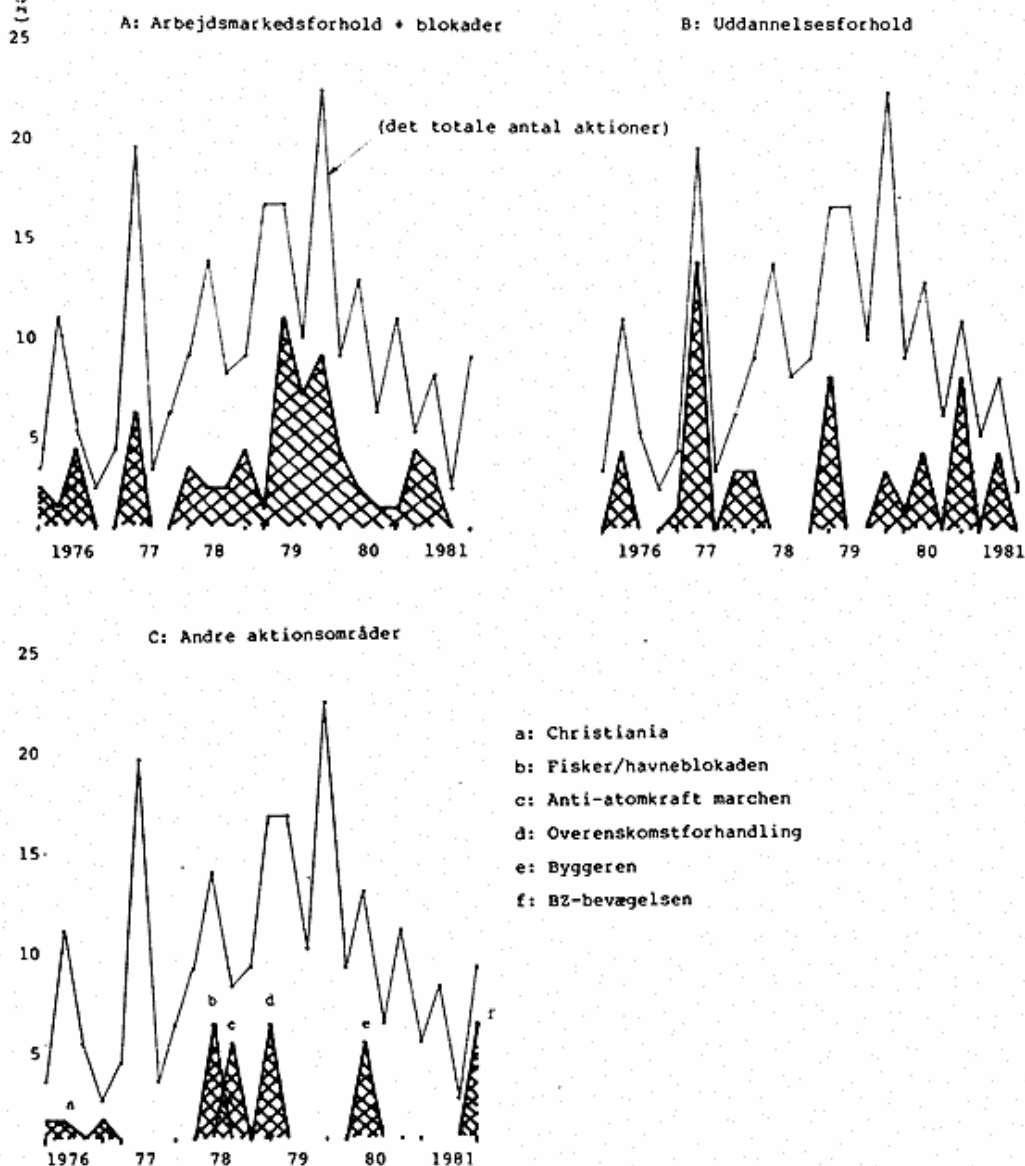 A: Arbejdsmarkedsforhold + blokader
B: Uddannelsesforhold
25
20
15
10
5
(det totale antal aktioner)
1976 77 78 79 80 1981
1976 77 78 79 80 1981
C: Andre aktionsområder
25
20
15
10
5
a
b
c
d
e
f
1976 77 78 79 80 1981
a: Christiania
b: Fisker/havneblokaden
c: Anti-atomkraft marchen
d: Overenskomstforhandling
e: Byggeren
f: BZ-bevægelsen